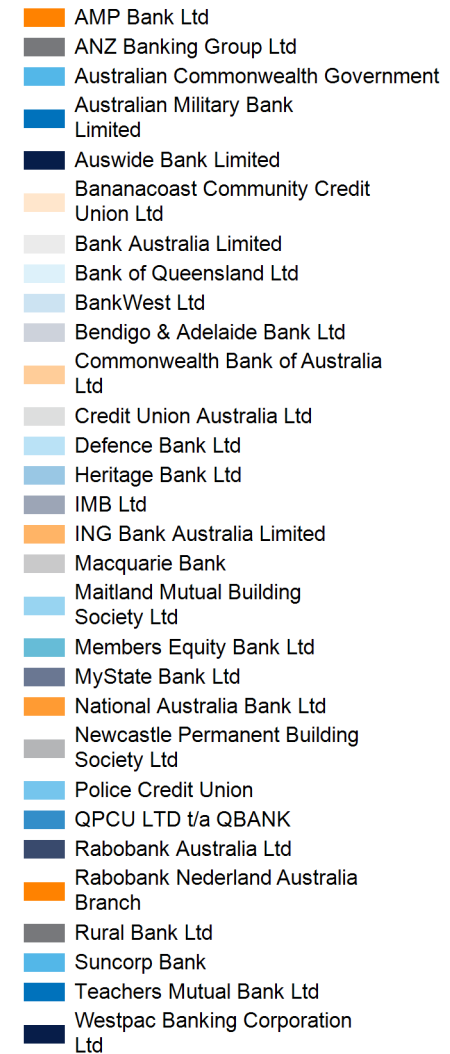 AMP Bank Ltd
ANZ Banking Group Ltd
Australian Commonwealth Government
Australian Military Bank
Limited
Auswide Bank Limited
Bananacoast Community Credit
Union Ltd
Bank Australia Limited
Bank of Queensland Ltd
BankWest Ltd
Bendigo & Adelaide Bank Ltd
Commonwealth Bank of Australia
Ltd
Credit Union Australia Ltd
Defence Bank Ltd
Heritage Bank Ltd
IMB Ltd
ING Bank Australia Limited
Macquarie Bank
Maitland Mutual Building
Society Ltd
Members Equity Bank Ltd
MyState Bank Ltd
National Australia Bank Ltd
Newcastle Permanent Building
Society Ltd
Police Credit Union
QPCU LTD t/a QBANK
Rabobank Australia Ltd
Rabobank Nederland Australia
Branch
Rural Bank Ltd
Suncorp Bank
Teachers Mutual Bank Ltd
Westpac Banking Corporation
Ltd